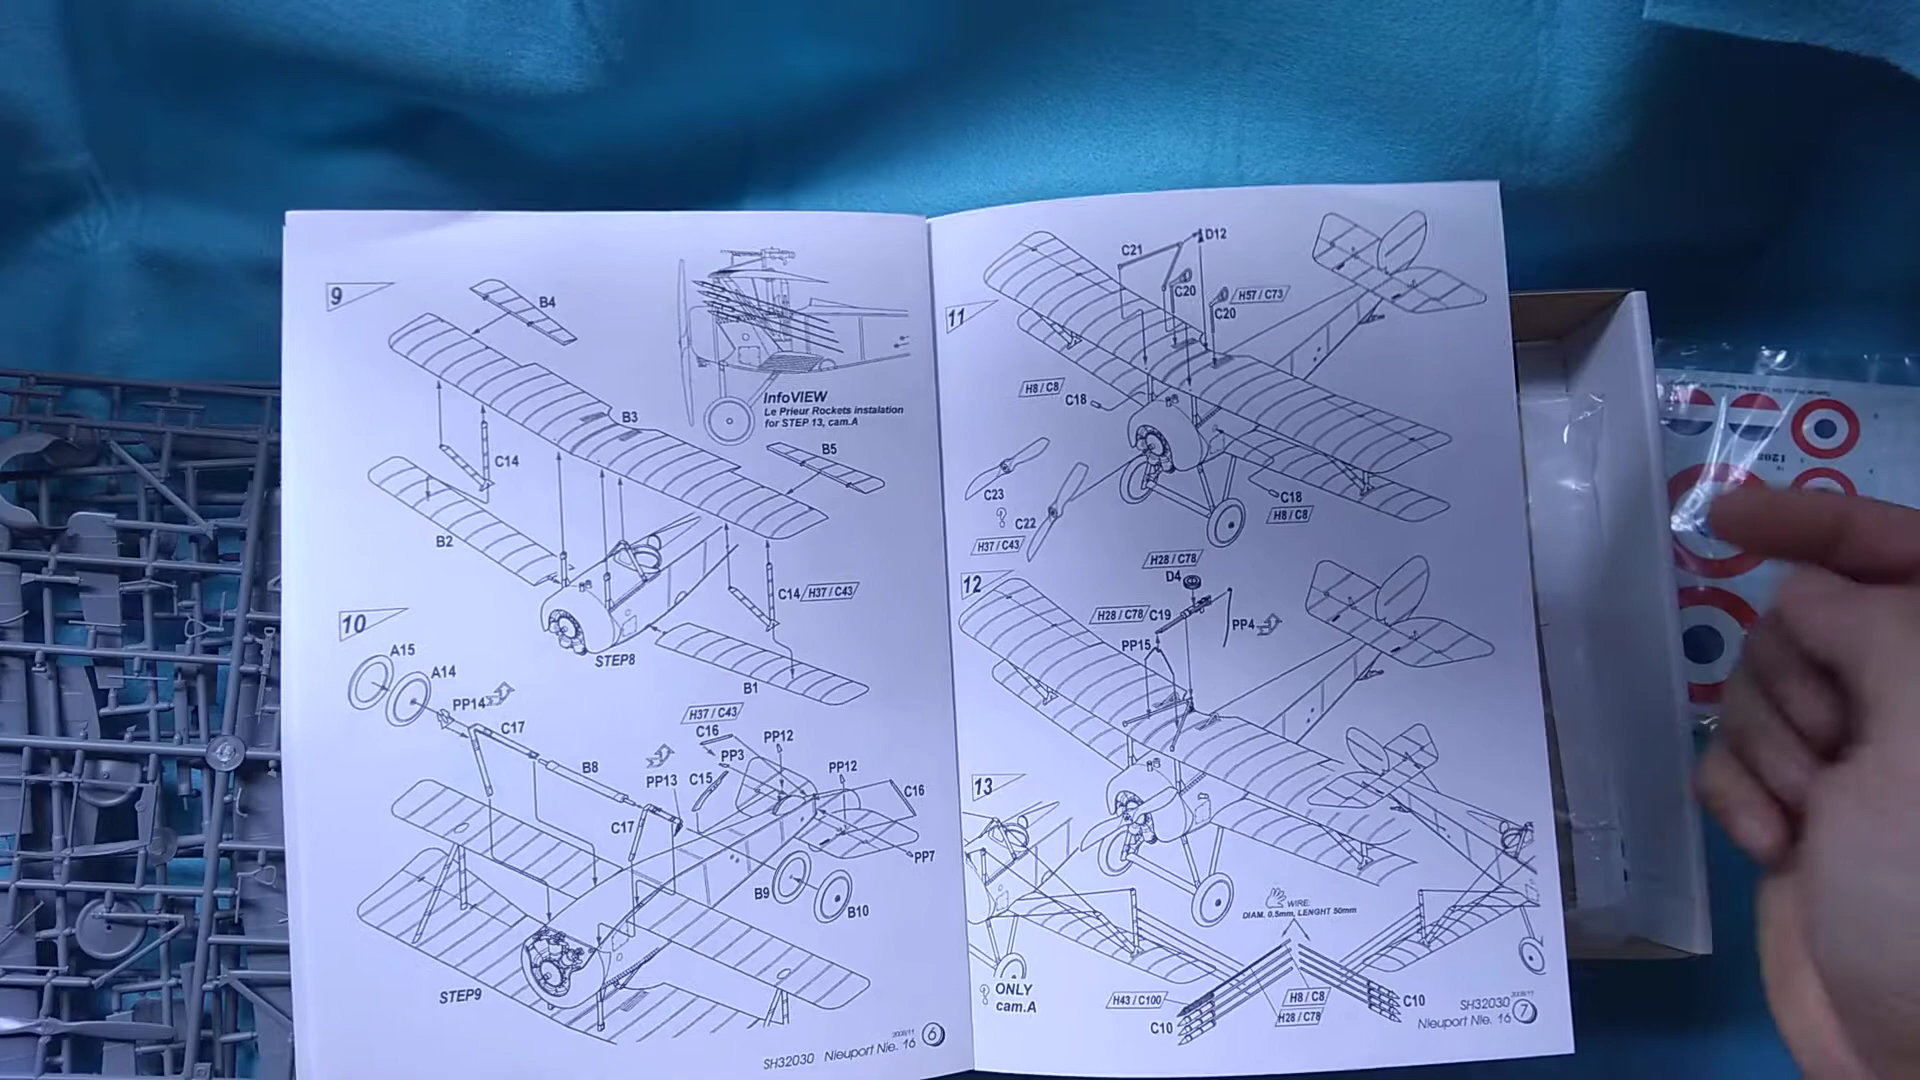 9
B4
B3
C14
B5
B2
C14
H37 / C43
STEP8
B1
InfoVIEW
Le Prieur Rockets instalation
for STEP 13, cam.A
10
A15
A14
PP14
C17
B8
PP13
C17
H37 / C43
C16
PP3
C15
PP12
PP12
C16
PP7
B9
B10
STEP9
2008/11
SH32030 Nieuport Nie. 16
6
11
C21
D12
C20
C20
H57 / C73
H8 / C8
C18
C23
?
C22
H37 / C43
C18
H8 / C8
12
H28 / C78
D4
H28 / C78
C19
PP4
PP15
13
WIRE:
DIAM. 0.5mm, LENGHT 50mm
? ONLY
cam.A
H43 / C100
C10
H8 / C8
H28 / C78
C10
SH32030
Nieuport Nie. 16
7